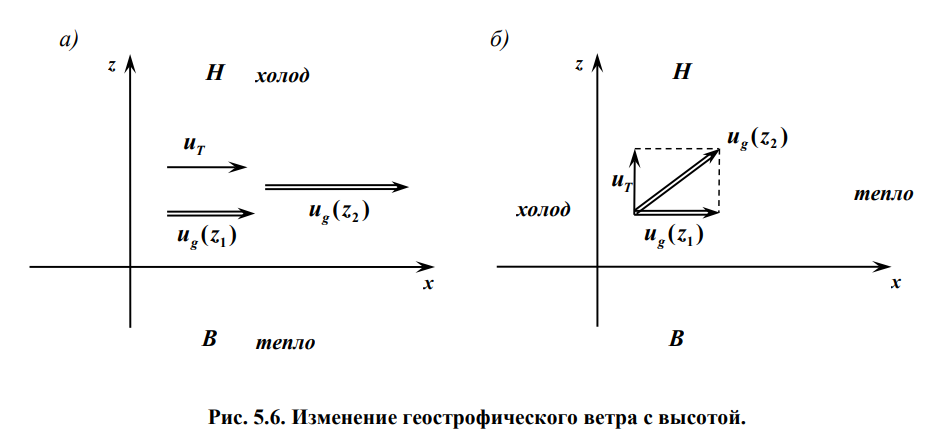 а)
z
H холод
u_T
u_g(z_1)
u_g(z_2)
x
B тепло
б)
z
H
u_g(z_2)
u_T
холод
тепло
u_g(z_1)
x
B
Рис. 5.6. Изменение геострофического ветра с высотой.